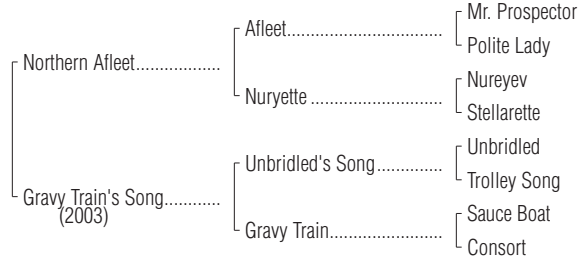 Mr. Prospector
Afleet
Polite Lady
Northern Afleet
Nureyev
Nuryette
Stellarette
Unbridled
Unbridled's Song
Trolley Song
Gravy Train's Song
(2003)
Sauce Boat
Gravy Train
Consort